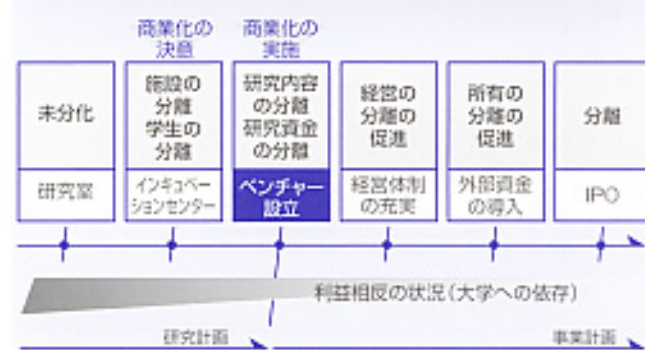 商業化の
決意
商業化の
実施
未分化
施設の
分離
学生の
分離
研究内容
の分離
研究資金
の分離
経営の
分離の
促進
所有の
分離の
促進
分離
研究室
インキュベー
ションセンター
ベンチャー
設立
経営体制
の充実
外部資金
の導入
IPO
利益相反の状況(大学への依存)
研究計画
事業計画